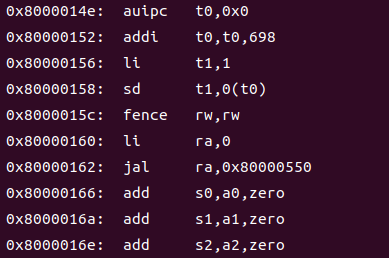 0x8000014e:  auipc   t0,0x0
0x80000152:  addi    t0,t0,698
0x80000156:  li      t1,1
0x80000158:  sd      t1,0(t0)
0x8000015c:  fence   rw,rw
0x80000160:  li      ra,0
0x80000162:  jal     ra,0x80000550
0x80000166:  add     s0,a0,zero
0x8000016a:  add     s1,a1,zero
0x8000016e:  add     s2,a2,zero